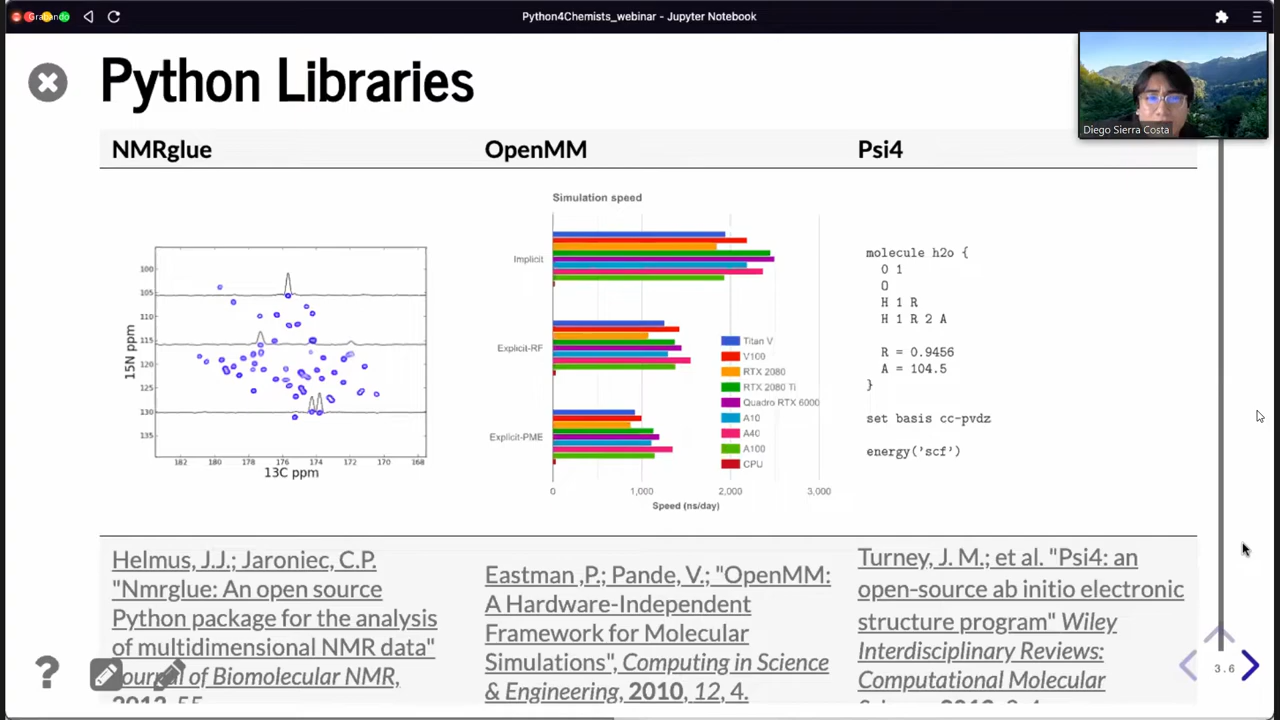 Grabando
Python4Chemists_webinar - Jupyter Notebook
Python Libraries
Diego Sierra Costa
NMRglue
OpenMM
Psi4
100
105
110
115
120
125
130
135
15N ppm
182
180
178
176
174
172
170
168
13C ppm
Simulation speed
Implicit
Explicit-RF
Explicit-PME
Titan V
V100
RTX 2080
RTX 2080 Ti
Quadro RTX 6000
A10
A40
A100
CPU
0
1,000
2,000
3,000
Speed (ns/day)
molecule h2o {
O 1
O
H 1 R
H 1 R 2 A
R = 0.9456
A = 104.5
}
set basis cc-pvdz
energy('scf')
Helmus, J.J.; Jaroniec, C.P.
"Nmrglue: An open source
Python package for the analysis
of multidimensional NMR data"
Journal of Biomolecular NMR,
Eastman ,P.; Pande, V.; "OpenMM:
A Hardware-Independent
Framework for Molecular
Simulations", Computing in Science
& Engineering, 2010, 12, 4.
Turney, J. M.; et al. "Psi4: an
open-source ab initio electronic
structure program" Wiley
Interdisciplinary Reviews:
Computational Molecular
?
3.6